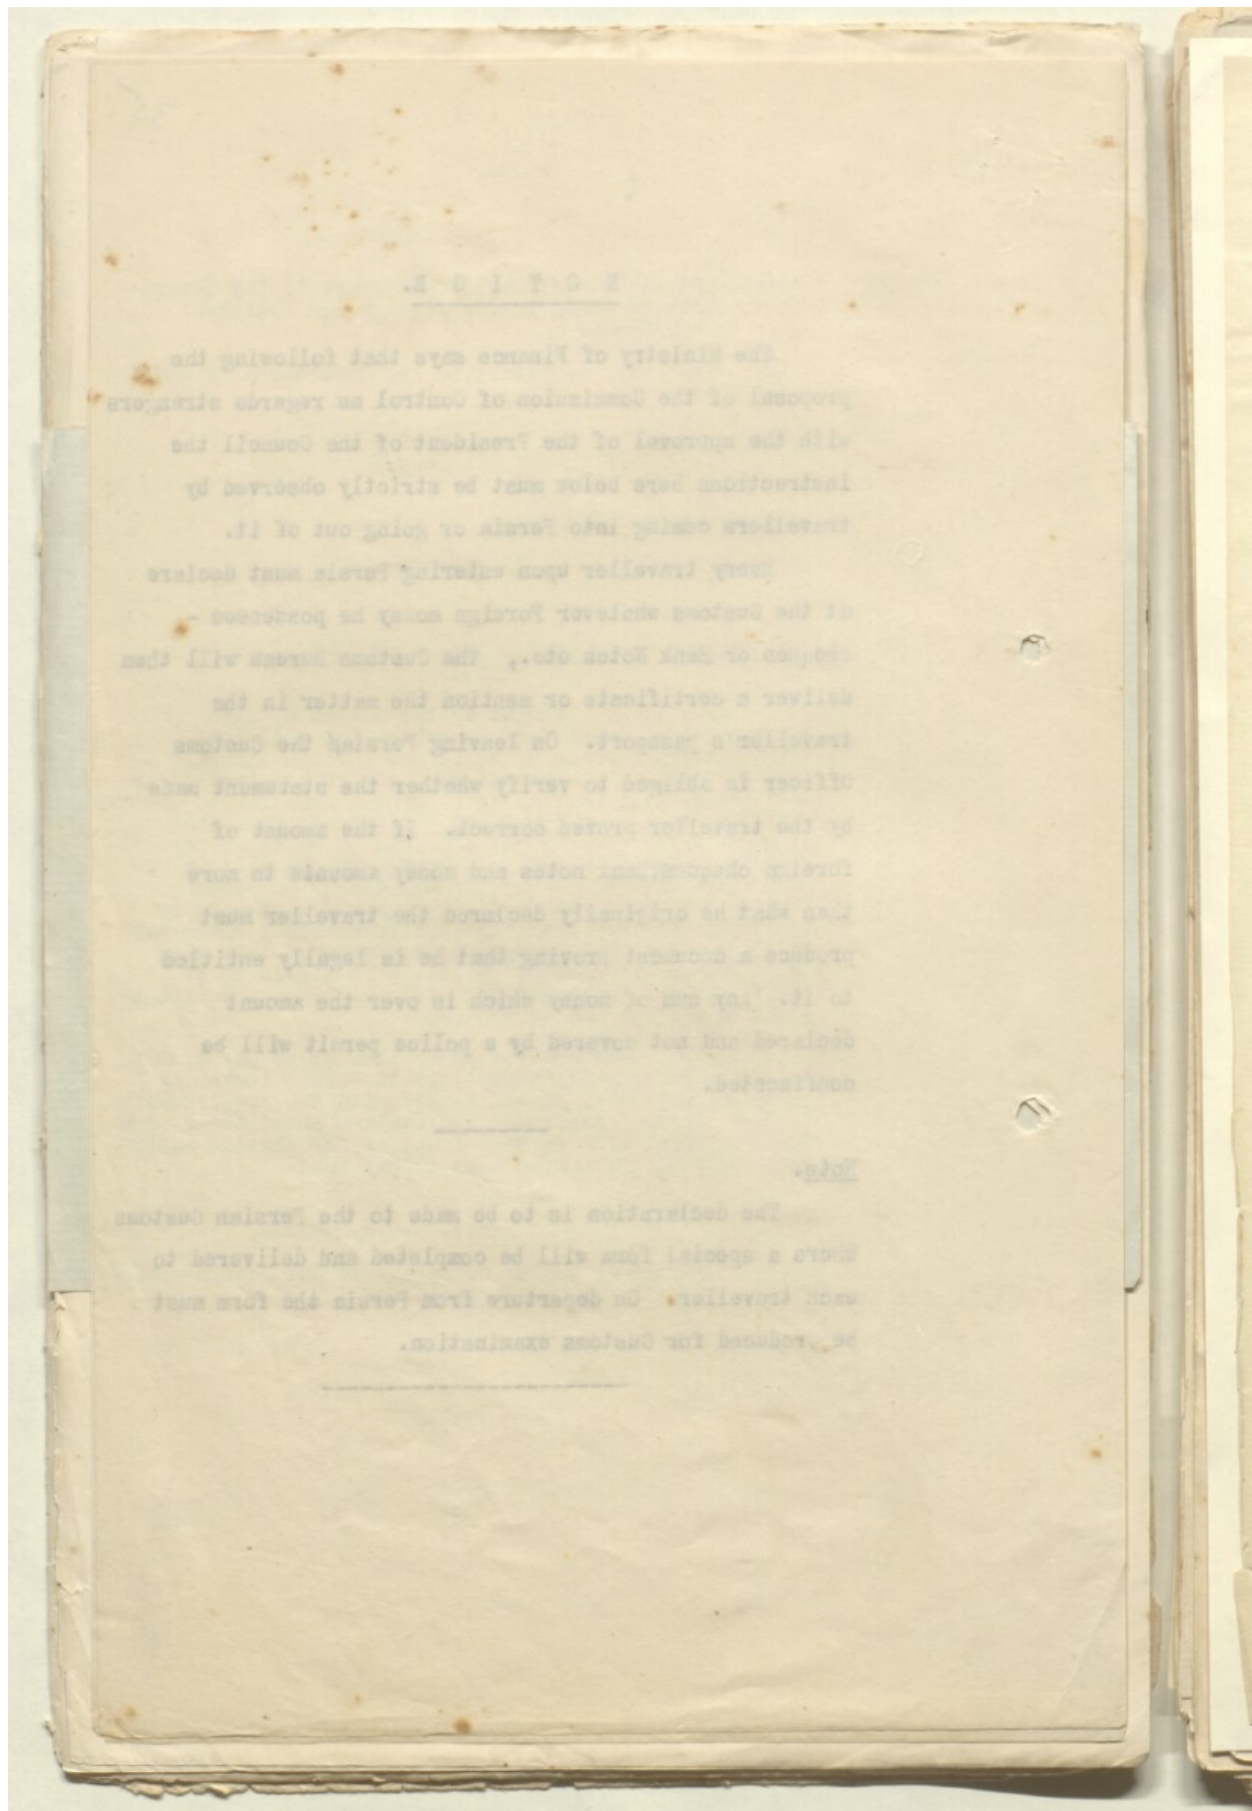 NOTICE.
The Ministry of Finance says that following the
proposal of the Commission of Control as regards strangers
with the approval of the President of the Council the
instructions here below must be strictly observed by
travellers coming into Persia or going out of it.
Every traveller upon entering Persia must declare
at the Customs whatever Foreign money he possesses -
cheques or Bank Notes etc., the Customs Bureau will then
deliver a certificate or mention the matter in the
traveller's passport. On leaving Persia, the Customs
Officer is obliged to verify whether the statement made
by the traveller proved correct. If the amount of
foreign cheques, bank notes and money amounts to more
than what he originally declared the traveller must
produce a document proving that he is legally entitled
to it. Any sum of money which is over the amount
declared and not covered by a police permit will be
confiscated.
Note.
The declaration is to be made to the Persian Customs
where a special form will be completed and delivered to
each traveller. On departure from Persia the form must
be produced for Customs examination.